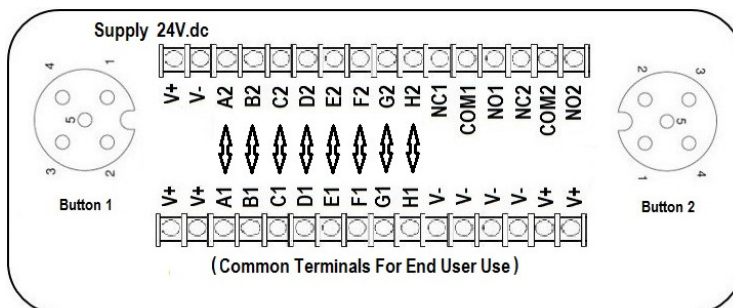 Supply 24V.dc
4 1
5
3 2
Button 1
V+ V- A2 B2 C2 D2 E2 F2 G2 H2 NC1 COM1 NO1 NC2 COM2 NO2
V+ V+ A1 B1 C1 D1 E1 F1 G1 H1 V- V- V- V- V+ V+
(Common Terminals For End User Use)
2 3
5
1 4
Button 2